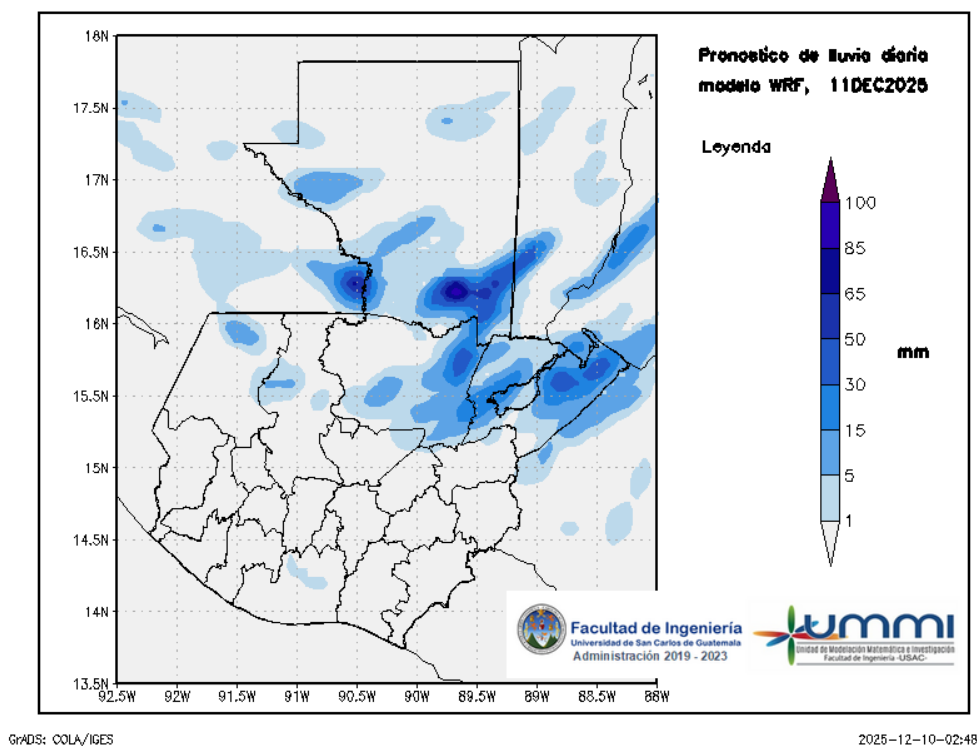 Pronostico de lluvia diaria
modelo WRF, 11DEC2025
Leyenda
100
85
65
50
30
15
5
1
mm
18N
17.5N
17N
16.5N
16N
15.5N
15N
14.5N
14N
13.5N
92.5W
92W
91.5W
91W
90.5W
90W
89.5W
89W
88.5W
88W
Facultad de Ingeniería
Universidad de San Carlos de Guatemala
Administración 2019 - 2023
ummi
Unidad de Modelación Matemática e Investigación
Facultad de Ingeniería -USAC-
GrADS: COLA/IGES
2025-12-10-02:48